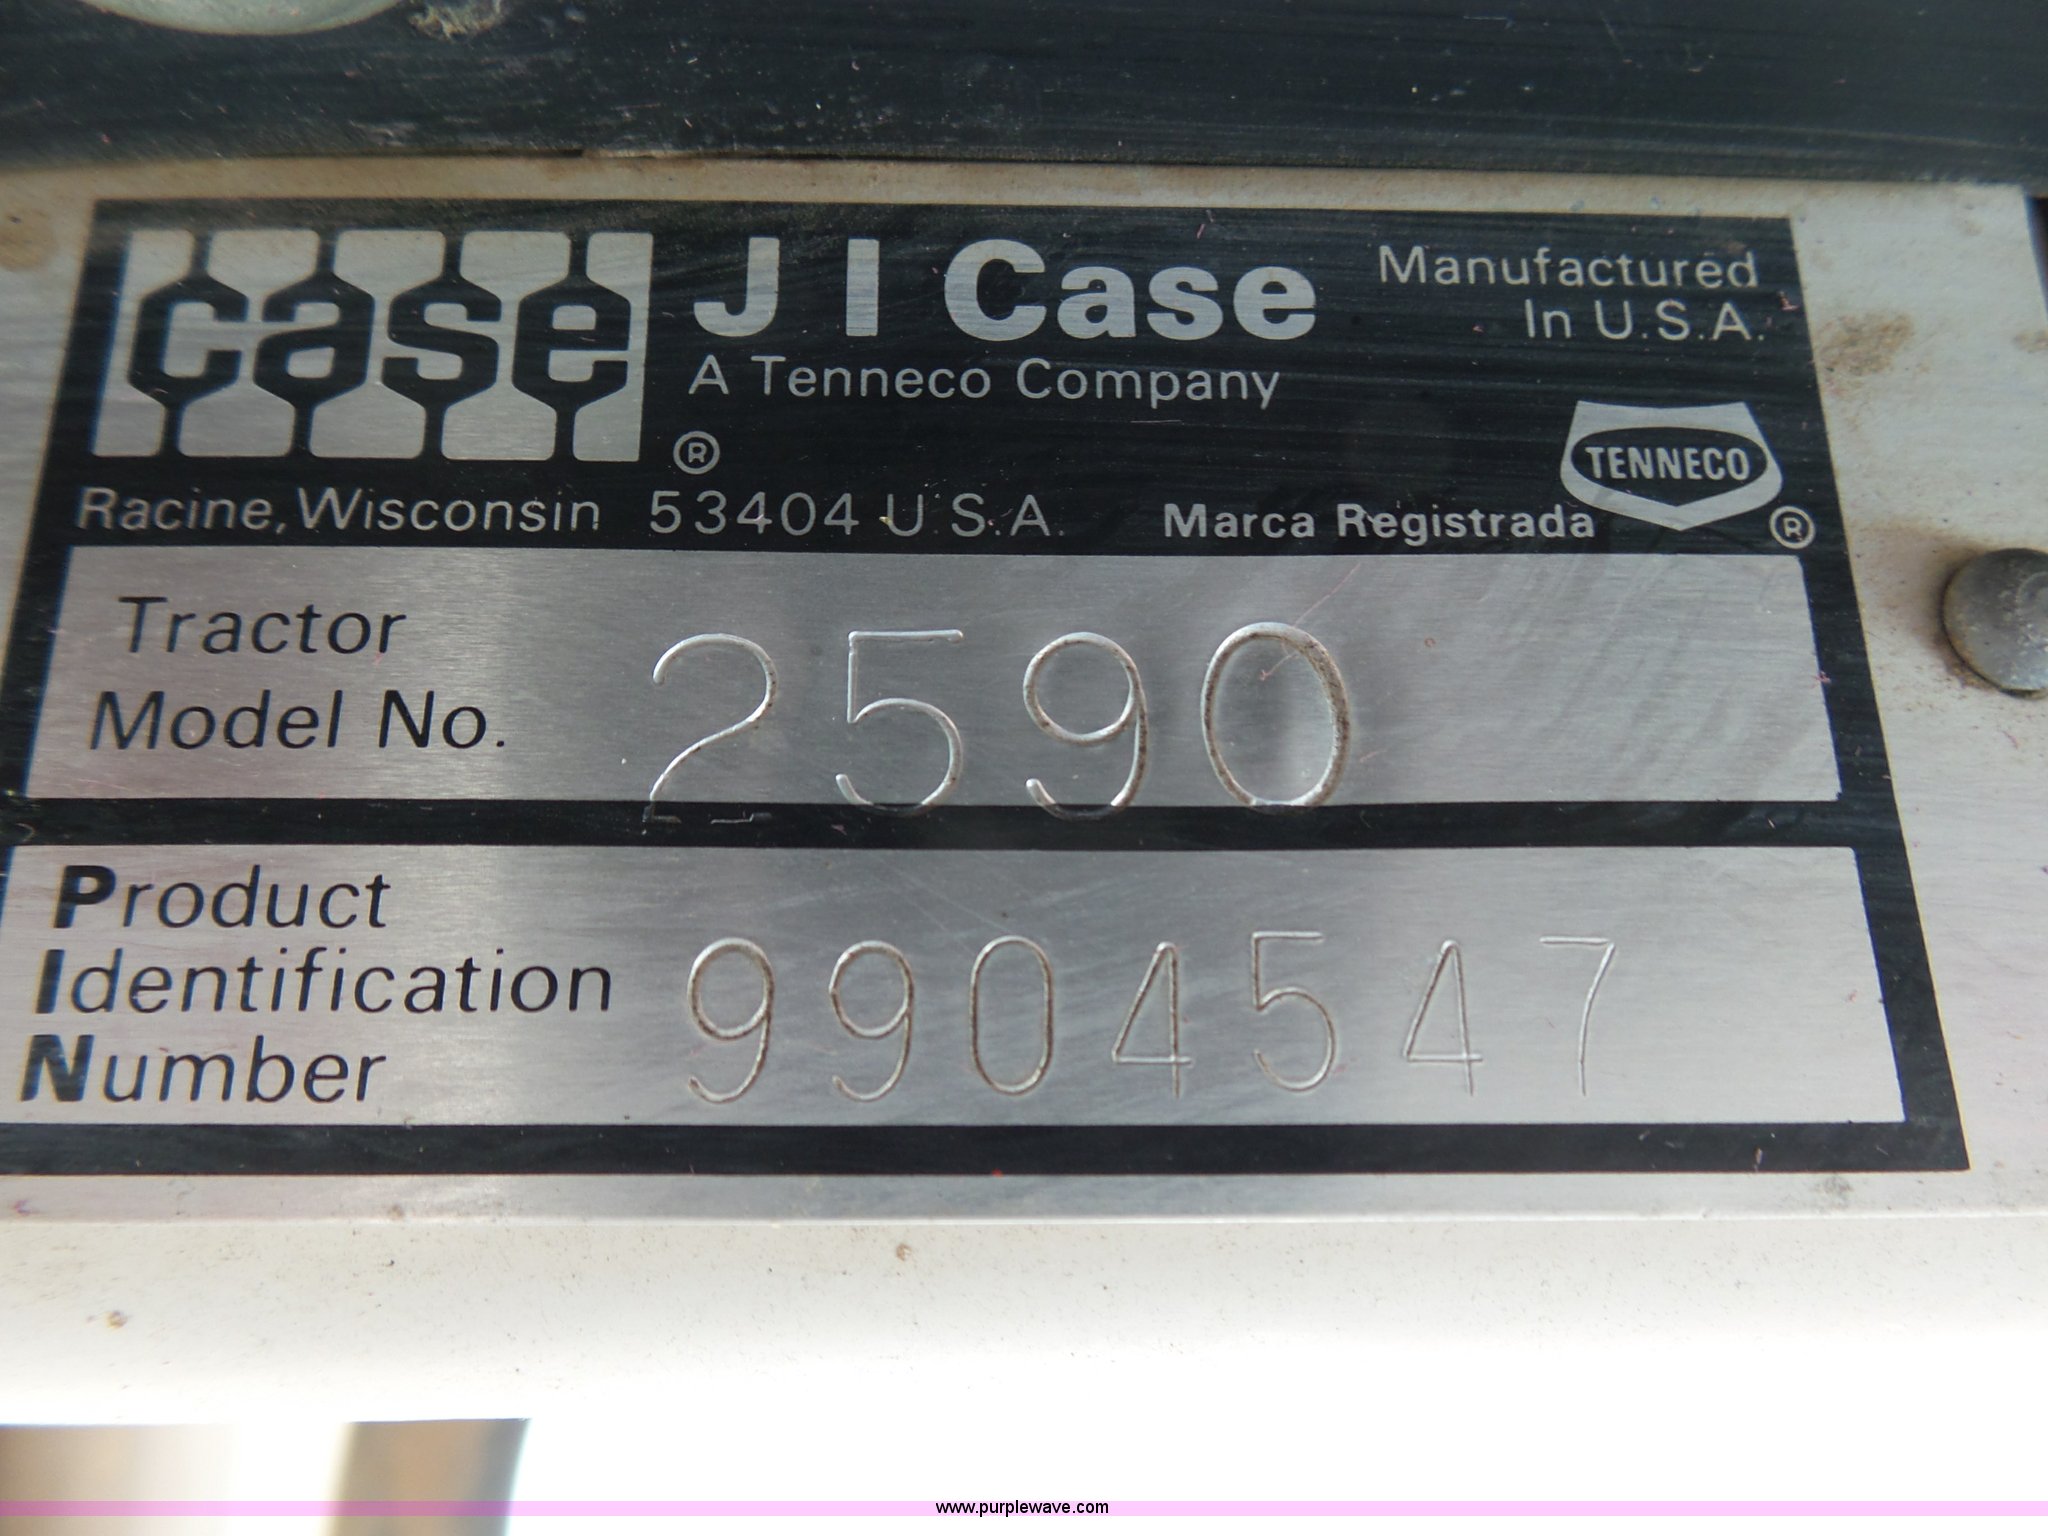 case J I Case Manufactured
In U.S.A.
A Tenneco Company
®
TENNECO
Racine, Wisconsin 53404 U.S.A. Marca Registrada ®
Tractor
Model No. 2590
Product
Identification 9904547
Number
www.purplewave.com